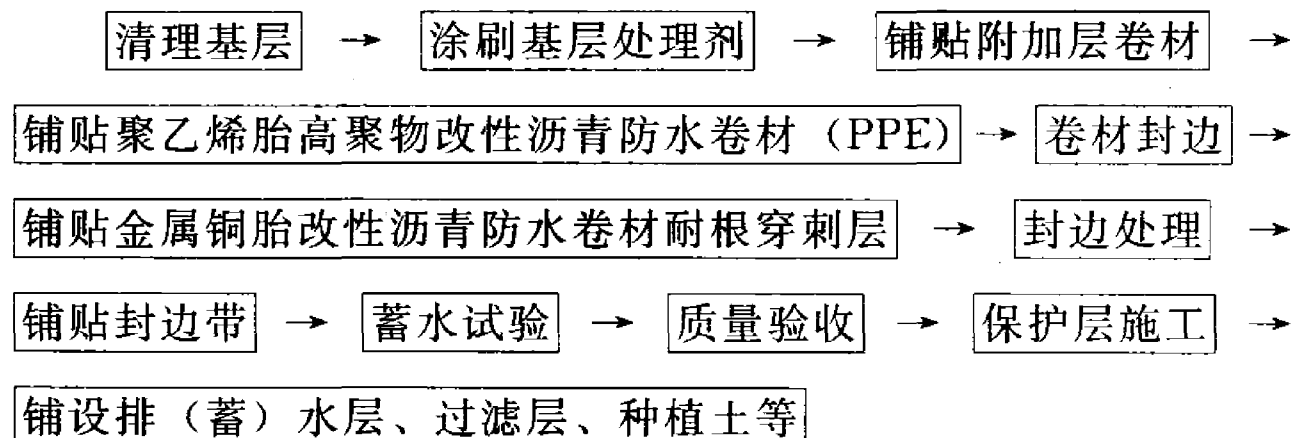 清理基层 → 涂刷基层处理剂 → 铺贴附加层卷材 →
铺贴聚乙烯胎高聚物改性沥青防水卷材（PPE） → 卷材封边 →
铺贴金属铜胎改性沥青防水卷材耐根穿刺层 → 封边处理 →
铺贴封边带 → 蓄水试验 → 质量验收 → 保护层施工 →
铺设排（蓄）水层、过滤层、种植土等